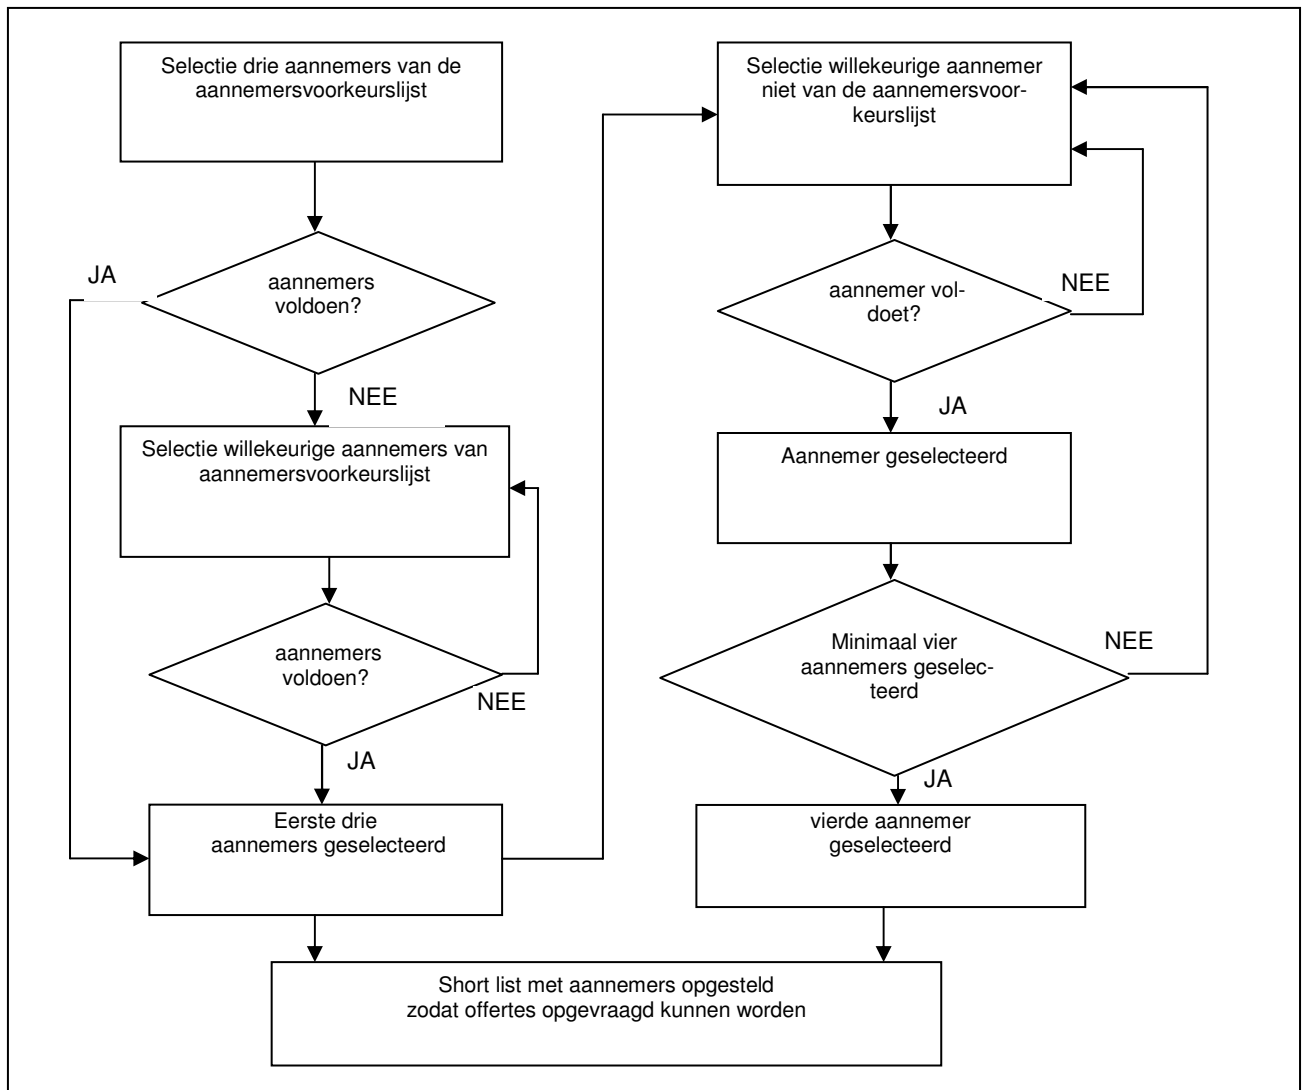 Selectie drie aannemers van de
aannemersvoorkeurslijst
JA
aannemers
voldoen?
NEE
Selectie willekeurige aannemers van
aannemersvoorkeurslijst
aannemers
voldoen?
NEE
JA
Eerste drie
aannemers geselecteerd
Selectie willekeurige aannemer
niet van de aannemersvoor-
keurslijst
aannemer vol-
doet?
NEE
JA
Aannemer geselecteerd
Minimaal vier
aannemers geselec-
teerd
NEE
JA
vierde aannemer
geselecteerd
Short list met aannemers opgesteld
zodat offertes opgevraagd kunnen worden